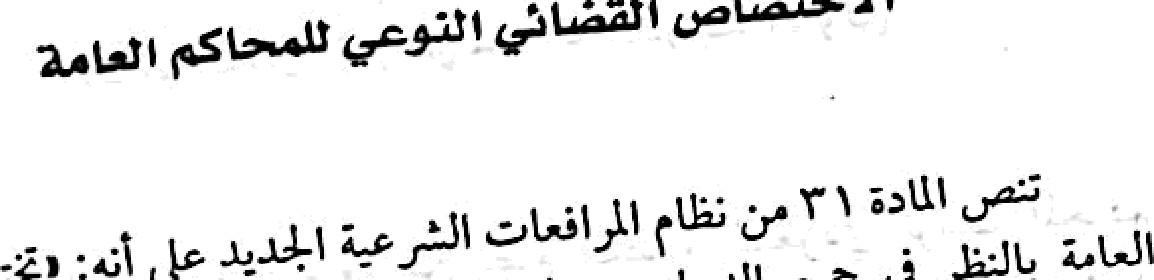 الاختصاص القضائي النوعي للمحاكم العامة
تنص المادة ٣١ من نظام المرافعات الشرعية الجديد على أنه:
العامة بالنظر في